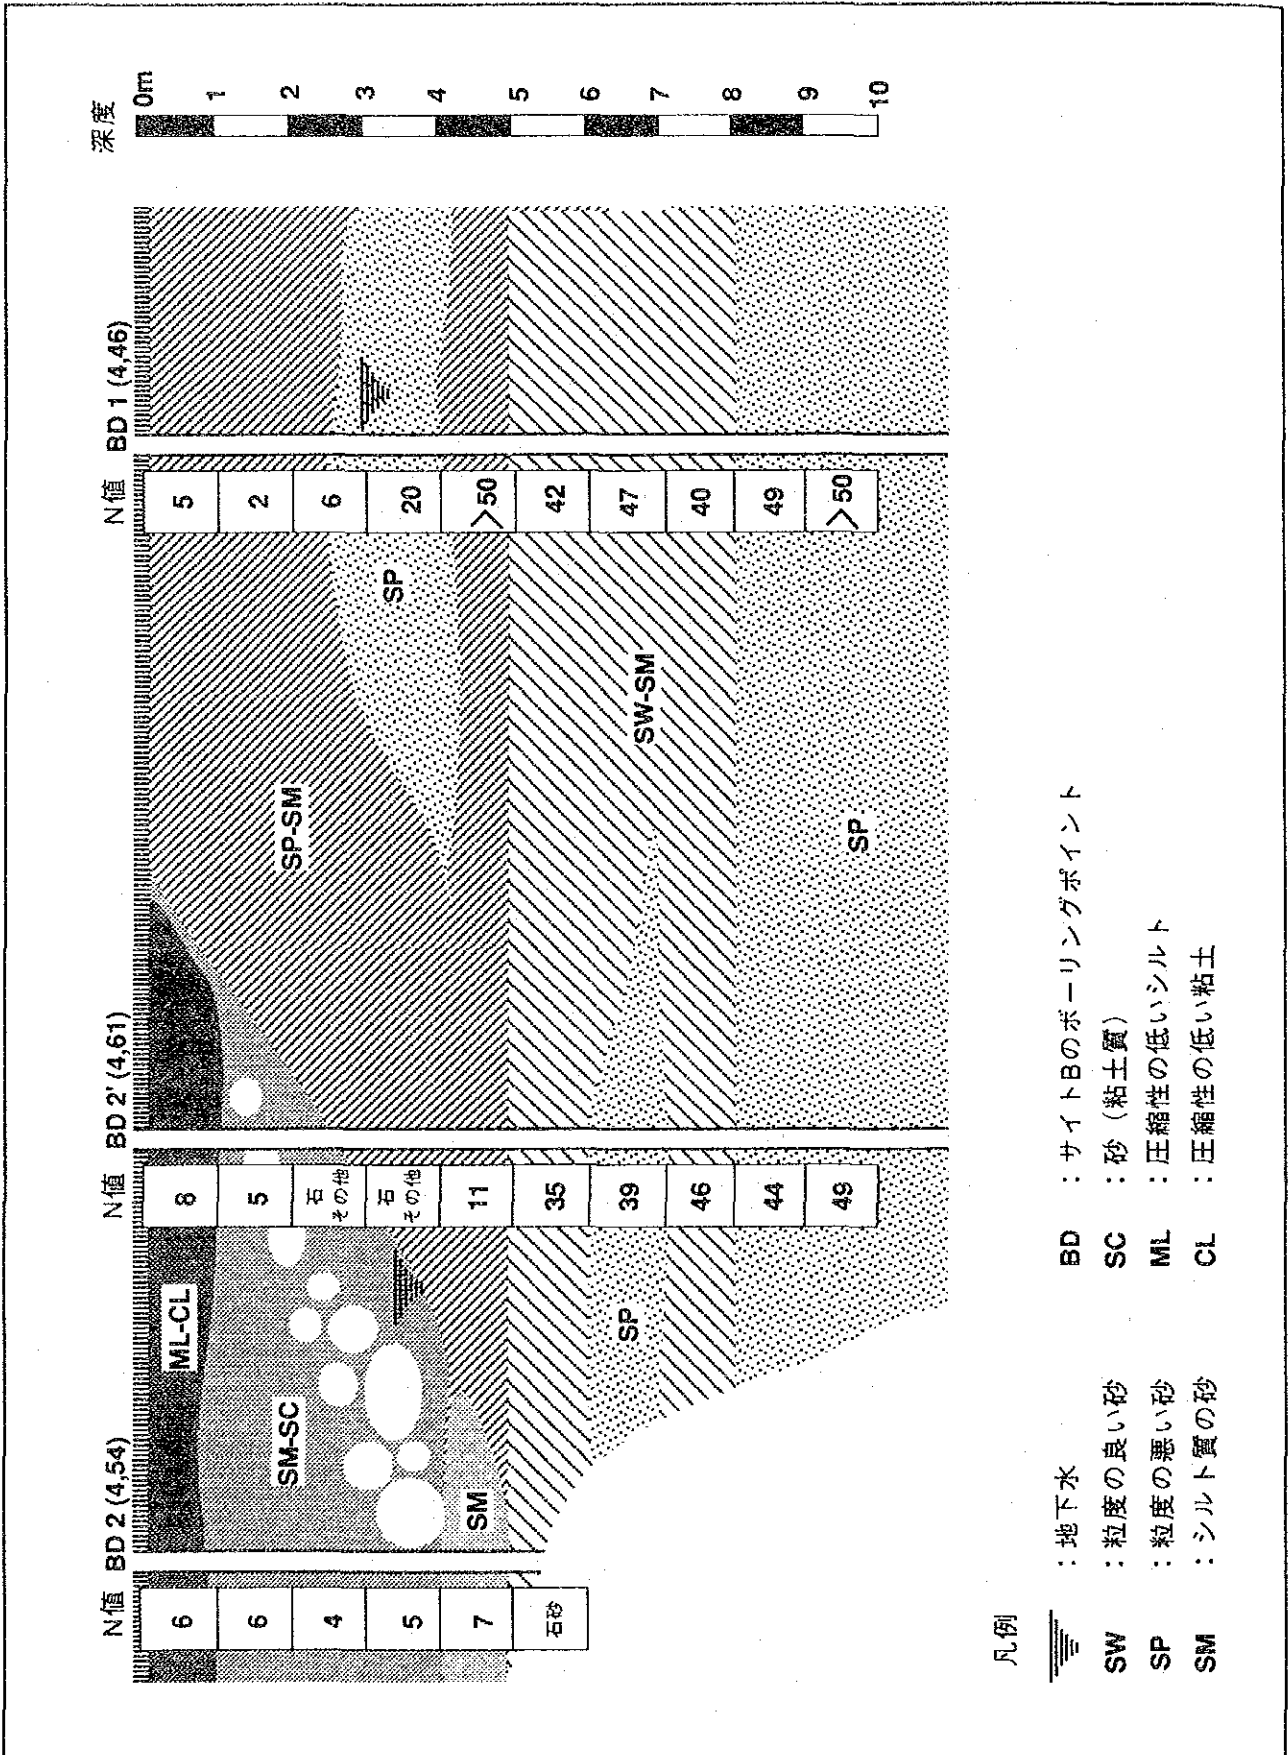 N値 BD 2 (4,54)
6
6
4
5
7
石砂
N値 BD 2' (4,61)
8
5
石
その他
石
その他
11
35
39
46
44
49
N値 BD 1 (4,46)
5
2
6
20
>50
42
47
40
49
>50
深度
0m
1
2
3
4
5
6
7
8
9
10
ML-CL
SM-SC
SM
SP
SP-SM
SP
SW-SM
SP
凡例
:地下水
SW :粒度の良い砂
SP :粒度の悪い砂
SM :シルト質の砂
BD :サイトBのボーリングポイント
SC :砂(粘土質)
ML :圧縮性の低いシルト
CL :圧縮性の低い粘土